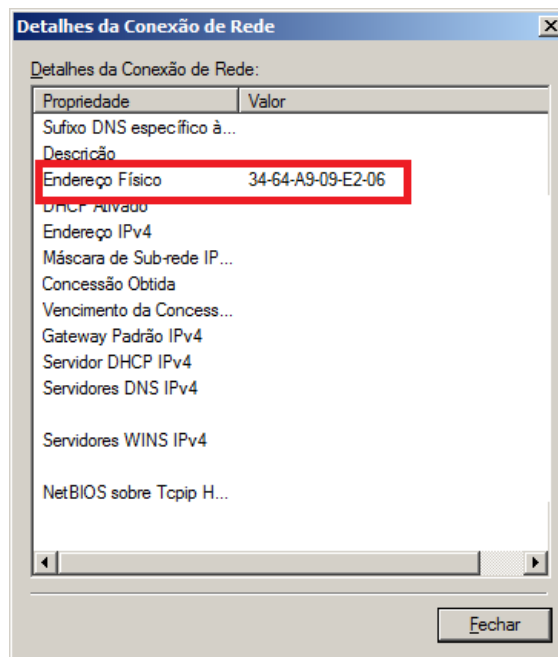 Detalhes da Conexão de Rede
Detalhes da Conexão de Rede:
Propriedade Valor
Sufixo DNS específico à...
Descrição
Endereço Físico 34-64-A9-09-E2-06
DHCP Ativado
Endereço IPv4
Máscara de Sub-rede IP...
Concessão Obtida
Vencimento da Concess...
Gateway Padrão IPv4
Servidor DHCP IPv4
Servidores DNS IPv4
Servidores WINS IPv4
NetBIOS sobre Tcpip H...
Fechar